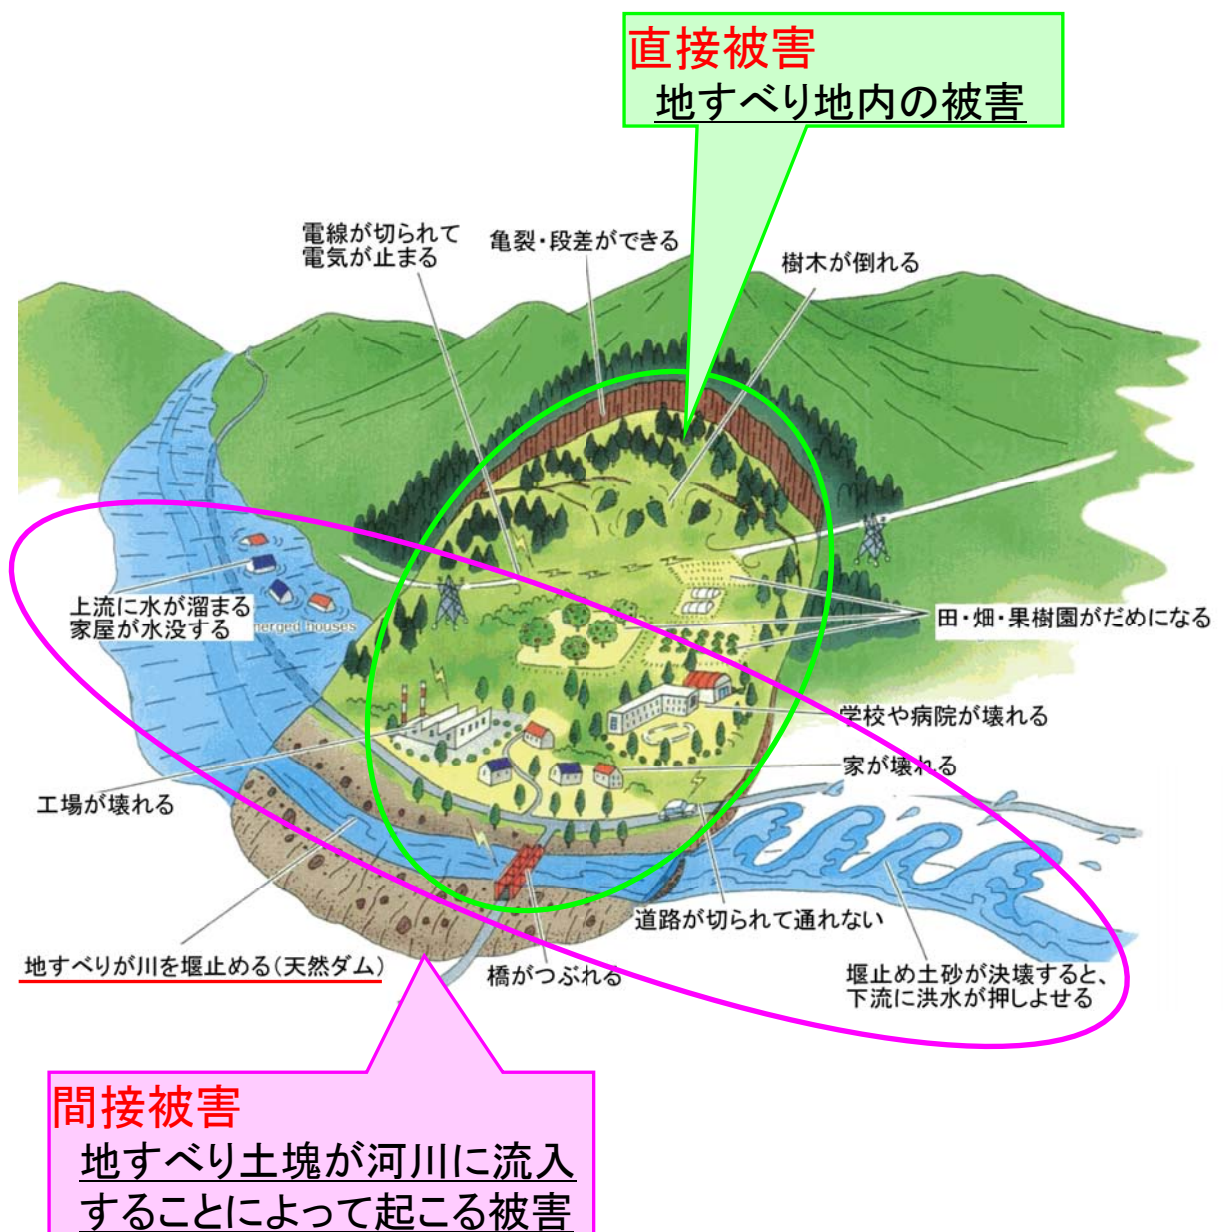 直接被害
地すべり地内の被害
電線が切られて
電気が止まる
亀裂・段差ができる
樹木が倒れる
上流に水が溜まる
家屋が水没する
merged houses
田・畑・果樹園がだめになる
学校や病院が壊れる
家が壊れる
工場が壊れる
道路が切られて通れない
地すべりが川を堰止める(天然ダム)
橋がつぶれる
堰止め土砂が決壊すると、
下流に洪水が押しよせる
間接被害
地すべり土塊が河川に流入
することによって起こる被害